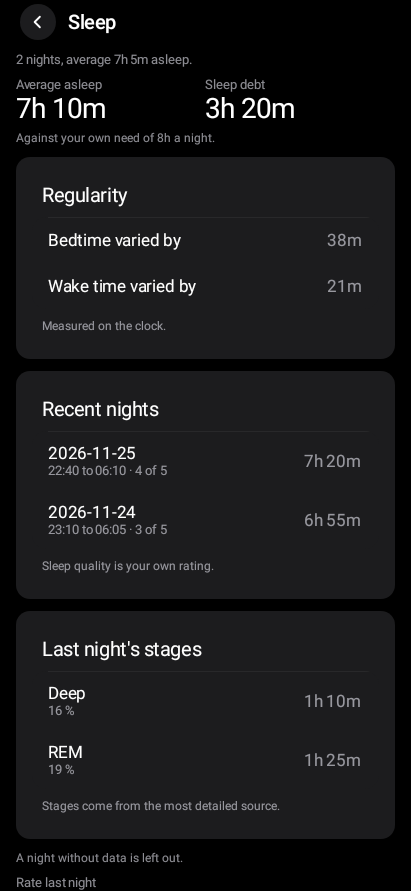 Sleep
2 nights, average 7h 5m asleep.
Average asleep
Sleep debt
7h 10m
3h 20m
Against your own need of 8h a night.
Regularity
Bedtime varied by
38m
Wake time varied by
21m
Measured on the clock.
Recent nights
2026-11-25
7h 20m
22:40 to 06:10 · 4 of 5
2026-11-24
6h 55m
23:10 to 06:05 · 3 of 5
Sleep quality is your own rating.
Last night's stages
Deep
1h 10m
16 %
REM
1h 25m
19 %
Stages come from the most detailed source.
A night without data is left out.
Rate last night